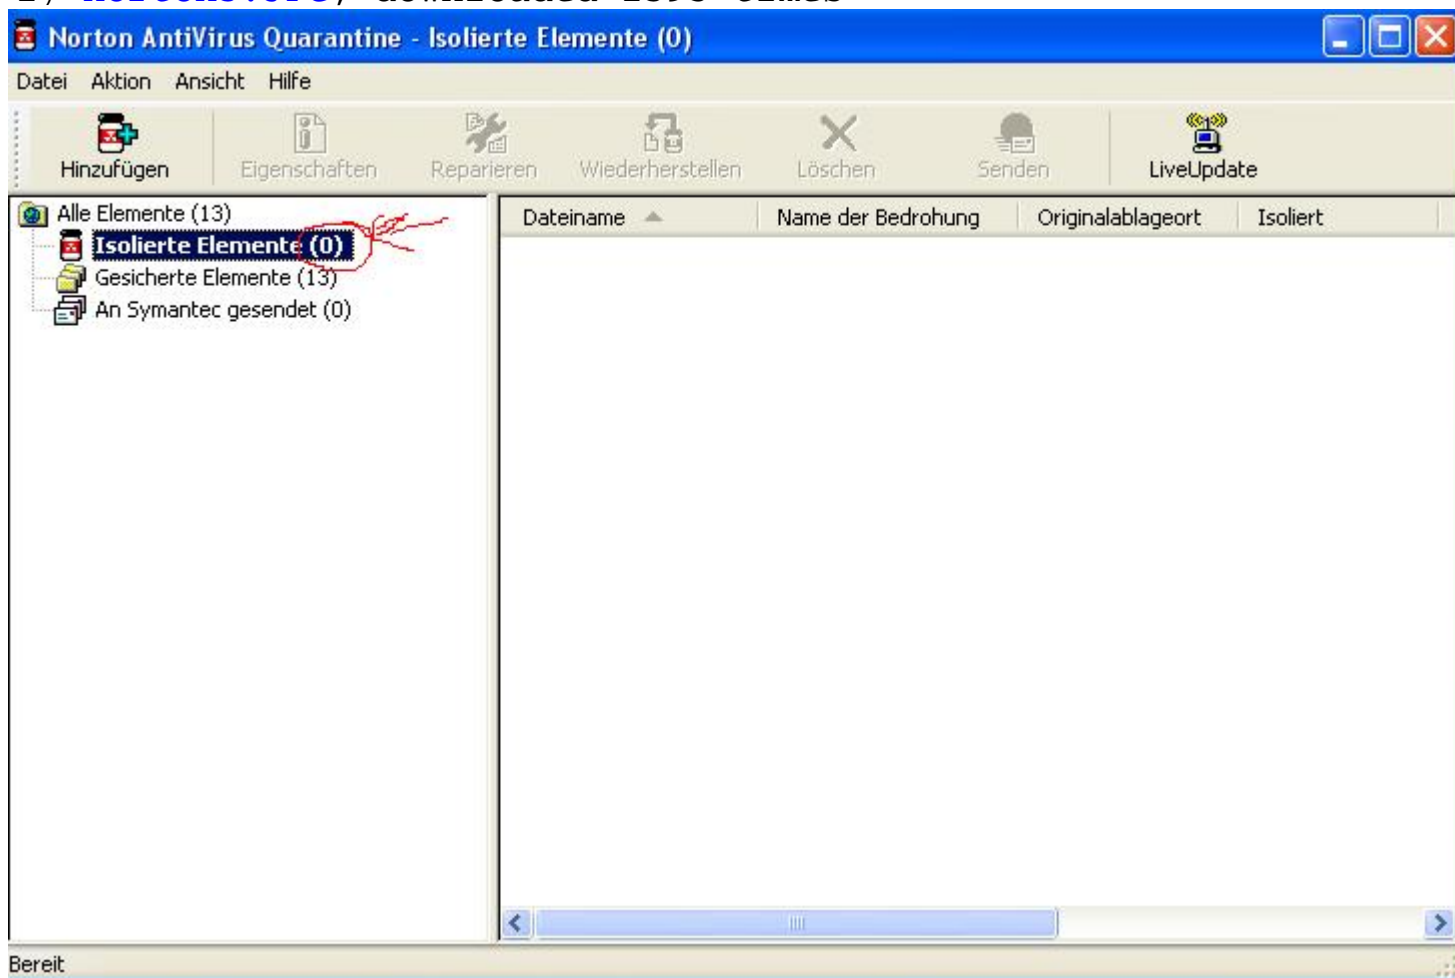 Norton AntiVirus Quarantine - Isolierte Elemente (0)
Datei Aktion Ansicht Hilfe
Hinzufügen Eigenschaften Reparieren Wiederherstellen Löschen Senden LiveUpdate
Alle Elemente (13)
Isolierte Elemente (0)
Gesicherte Elemente (13)
An Symantec gesendet (0)
Dateiname Name der Bedrohung Originalablageort Isoliert
Bereit